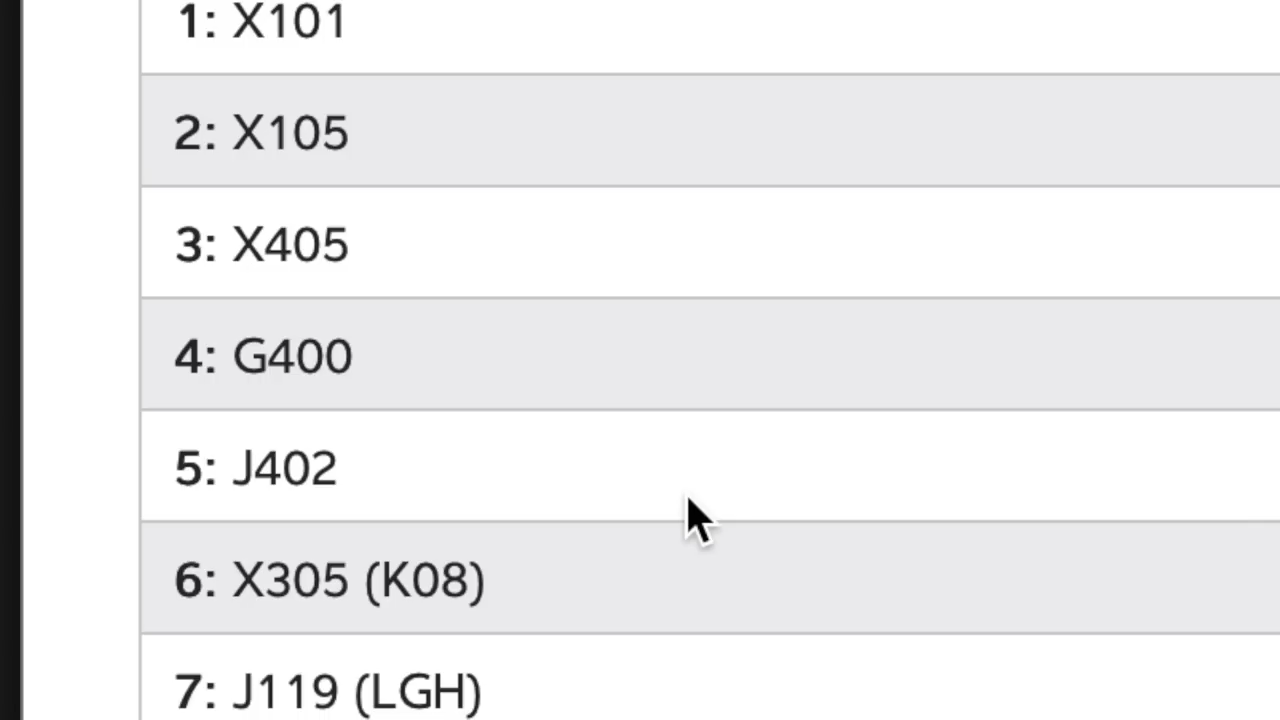 1: X101
2: X105
3: X405
4: G400
5: J402
6: X305 (K08)
7: J119 (LGH)